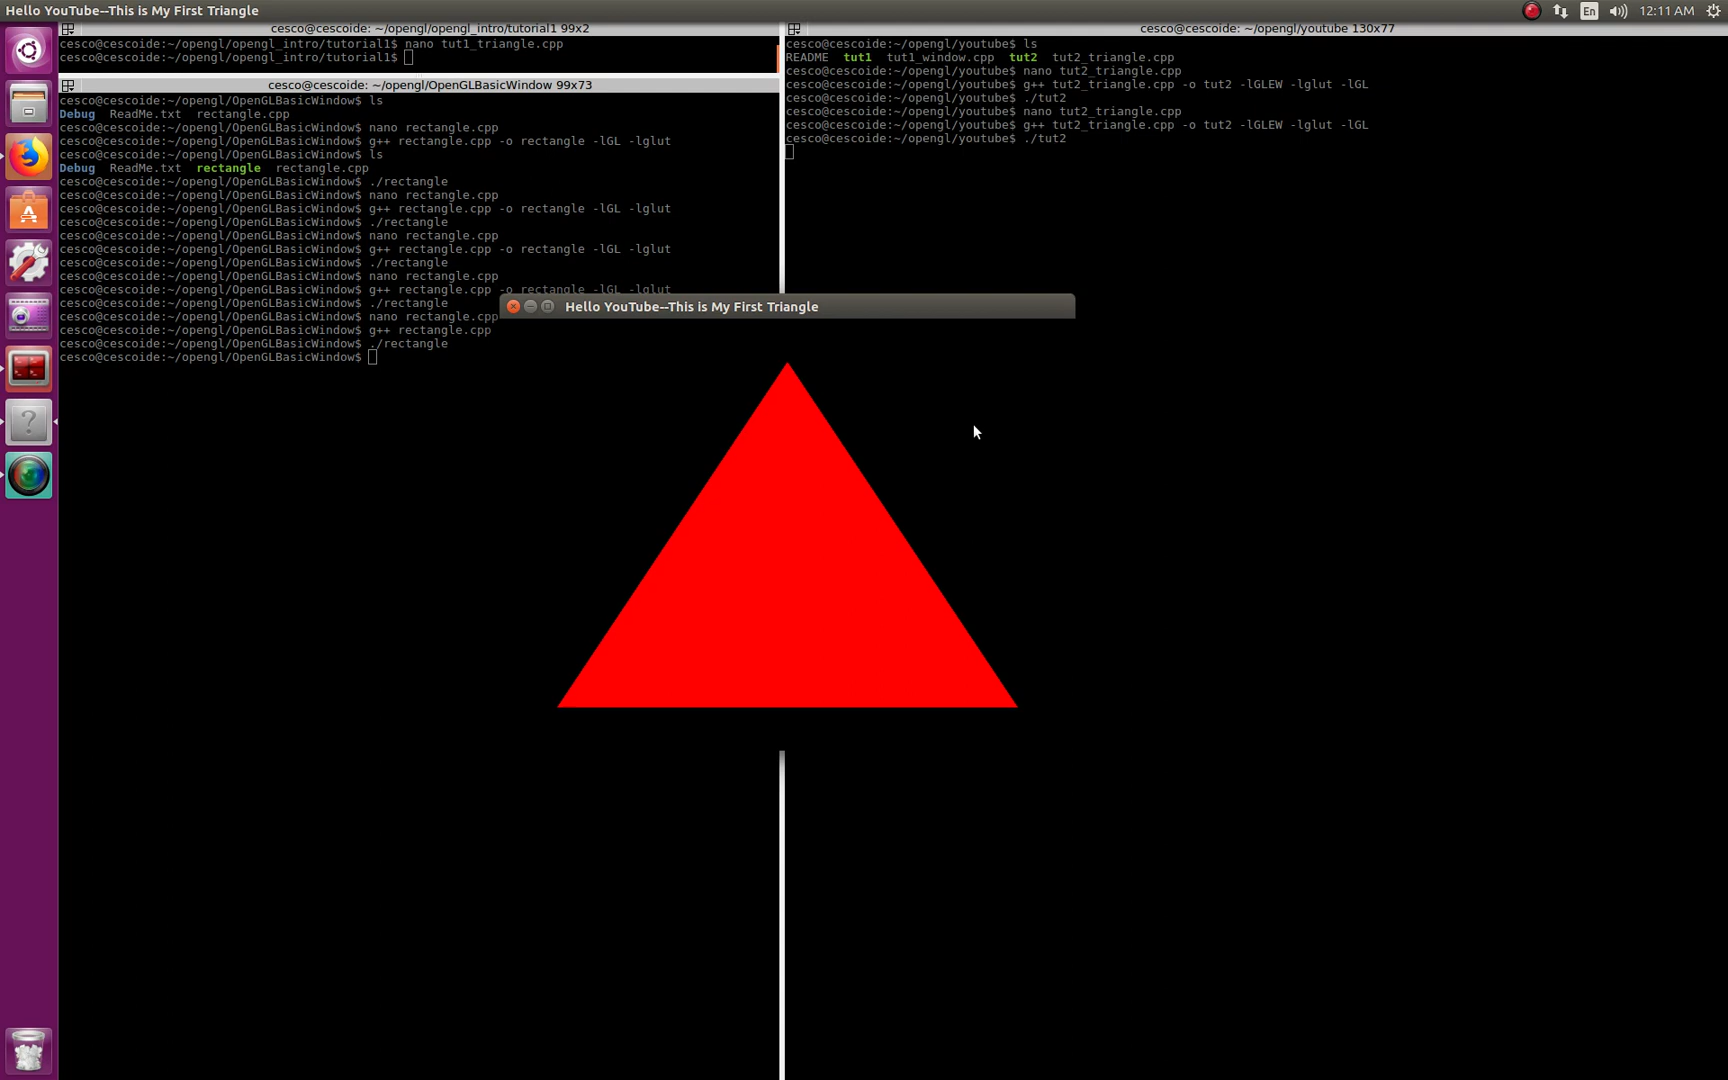 Hello YouTube--This is My First Triangle
En
12:11 AM
cesco@cescoide: ~/opengl/opengl_intro/tutorial1 99x2
cesco@cescoide:~/opengl/opengl_intro/tutorial1$ nano tut1_triangle.cpp
cesco@cescoide:~/opengl/opengl_intro/tutorial1$
cesco@cescoide: ~/opengl/OpenGLBasicWindow 99x73
cesco@cescoide:~/opengl/OpenGLBasicWindow$ ls
Debug ReadMe.txt rectangle.cpp
cesco@cescoide:~/opengl/OpenGLBasicWindow$ nano rectangle.cpp
cesco@cescoide:~/opengl/OpenGLBasicWindow$ g++ rectangle.cpp -o rectangle -lGL -lglut
cesco@cescoide:~/opengl/OpenGLBasicWindow$ ls
Debug ReadMe.txt rectangle rectangle.cpp
cesco@cescoide:~/opengl/OpenGLBasicWindow$ ./rectangle
cesco@cescoide:~/opengl/OpenGLBasicWindow$ nano rectangle.cpp
cesco@cescoide:~/opengl/OpenGLBasicWindow$ g++ rectangle.cpp -o rectangle -lGL -lglut
cesco@cescoide:~/opengl/OpenGLBasicWindow$ ./rectangle
cesco@cescoide:~/opengl/OpenGLBasicWindow$ nano rectangle.cpp
cesco@cescoide:~/opengl/OpenGLBasicWindow$ g++ rectangle.cpp -o rectangle -lGL -lglut
cesco@cescoide:~/opengl/OpenGLBasicWindow$ ./rectangle
cesco@cescoide:~/opengl/OpenGLBasicWindow$ nano rectangle.cpp
cesco@cescoide:~/opengl/OpenGLBasicWindow$ g++ rectangle.cpp -o rectangle -lGL -lglut
cesco@cescoide:~/opengl/OpenGLBasicWindow$ ./rectangle
cesco@cescoide:~/opengl/OpenGLBasicWindow$ nano rectangle.cpp
cesco@cescoide:~/opengl/OpenGLBasicWindow$ g++ rectangle.cpp
cesco@cescoide:~/opengl/OpenGLBasicWindow$ ./rectangle
cesco@cescoide:~/opengl/OpenGLBasicWindow$
cesco@cescoide: ~/opengl/youtube 130x77
cesco@cescoide:~/opengl/youtube$ ls
README tut1 tut1_window.cpp tut2 tut2_triangle.cpp
cesco@cescoide:~/opengl/youtube$ nano tut2_triangle.cpp
cesco@cescoide:~/opengl/youtube$ g++ tut2_triangle.cpp -o tut2 -lGLEW -lglut -lGL
cesco@cescoide:~/opengl/youtube$ ./tut2
cesco@cescoide:~/opengl/youtube$ nano tut2_triangle.cpp
cesco@cescoide:~/opengl/youtube$ g++ tut2_triangle.cpp -o tut2 -lGLEW -lglut -lGL
cesco@cescoide:~/opengl/youtube$ ./tut2
Hello YouTube--This is My First Triangle